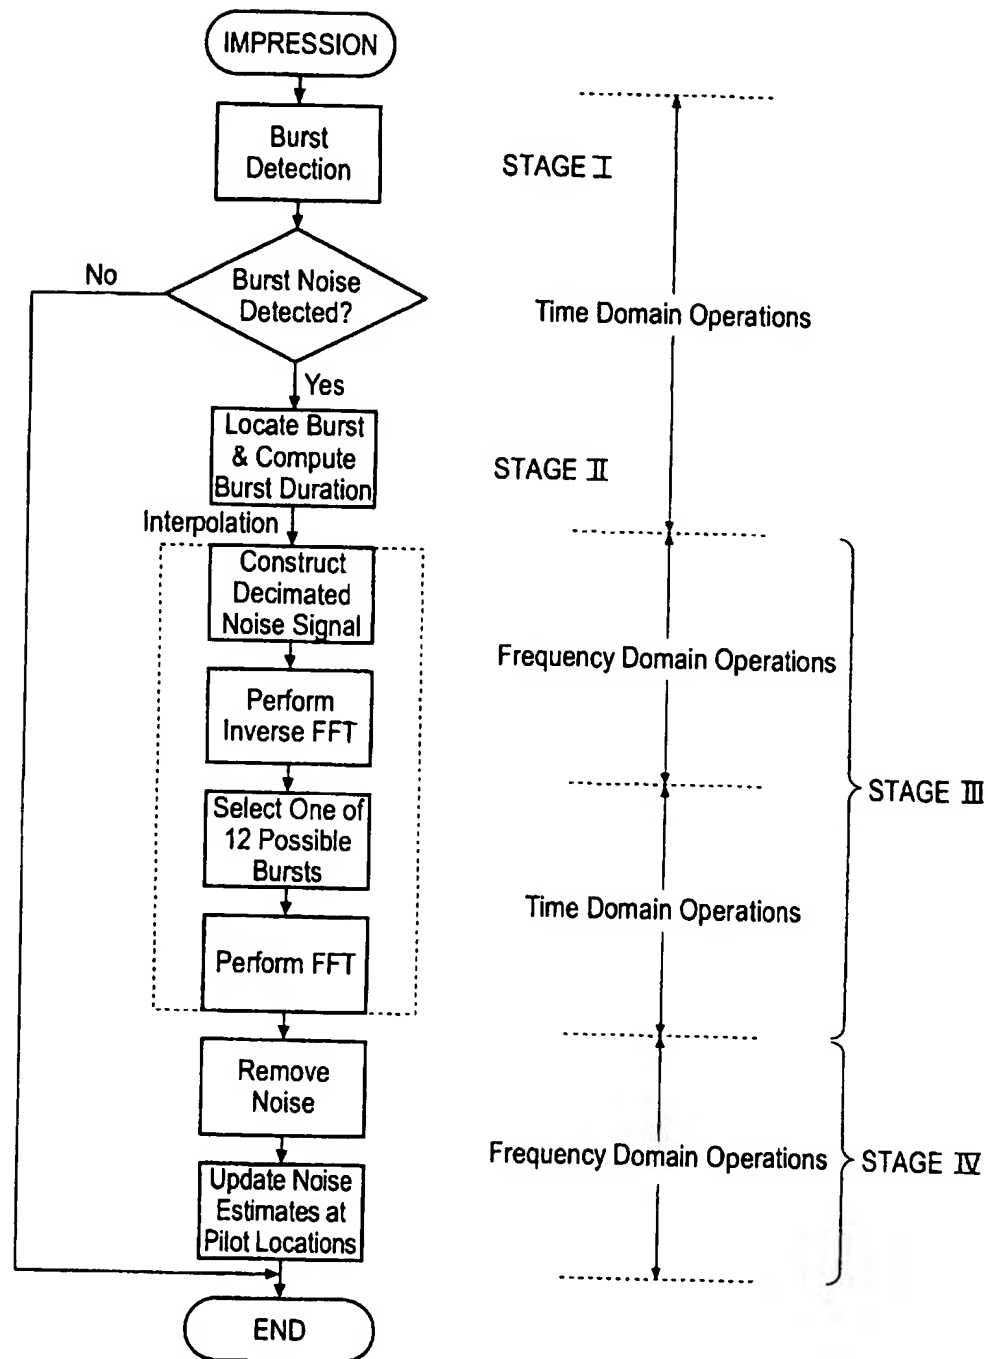 IMPRESSION
Burst
Detection
STAGE I
No
Burst Noise
Detected?
Time Domain Operations
Yes
Locate Burst
& Compute
Burst Duration
STAGE II
Interpolation
Construct
Decimated
Noise Signal
Frequency Domain Operations
Perform
Inverse FFT
Select One of
12 Possible
Bursts
STAGE III
Time Domain Operations
Perform FFT
Remove
Noise
Frequency Domain Operations
STAGE IV
Update Noise
Estimates at
Pilot Locations
END